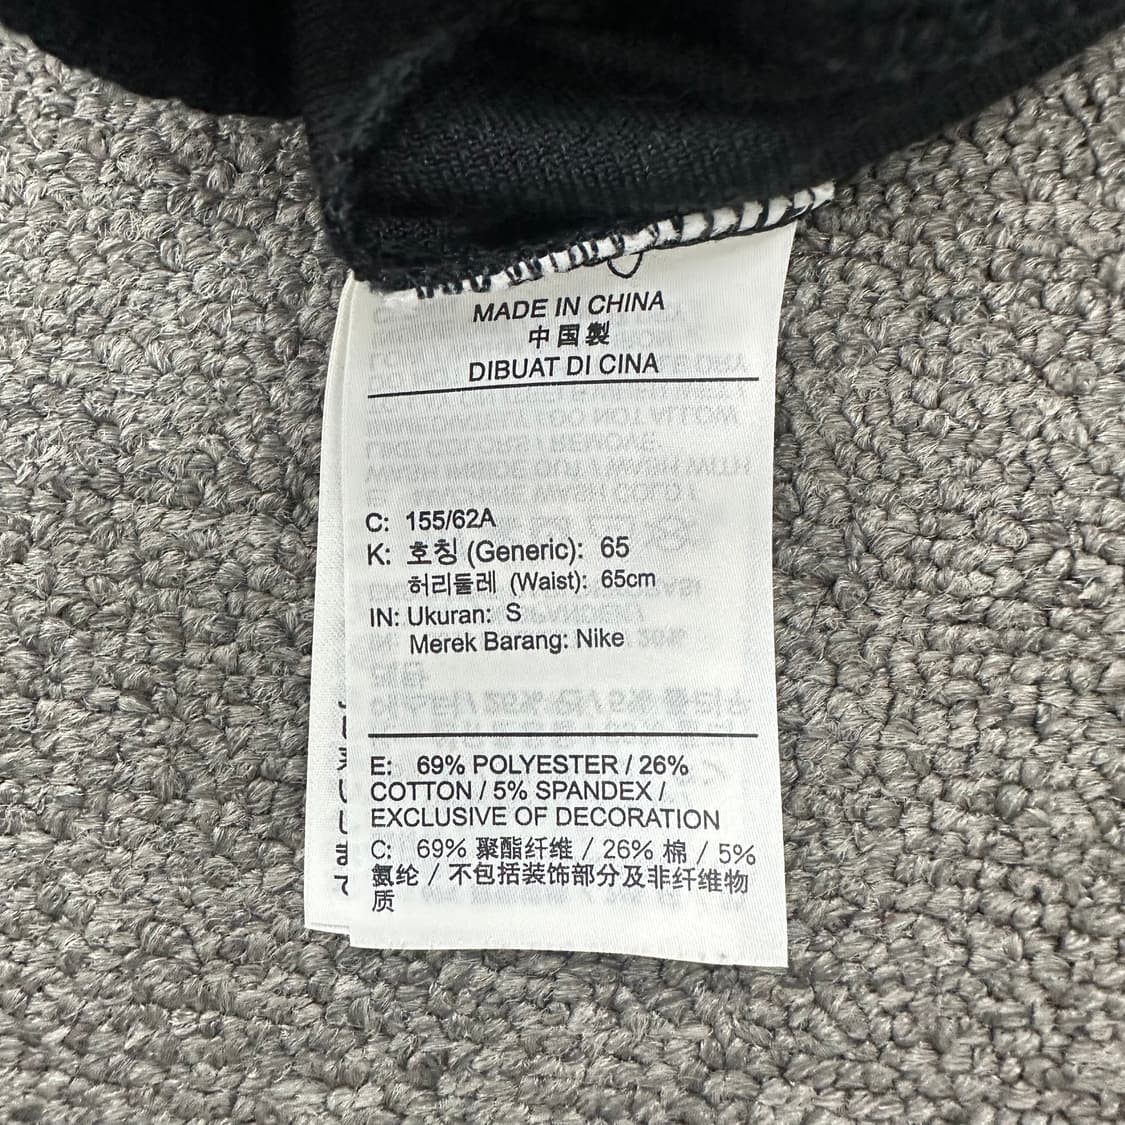 MADE IN CHINA
中国製
DIBUAT DI CINA
C: 155/62A
K: 호칭 (Generic): 65
허리둘레 (Waist): 65cm
IN: Ukuran: S
Merek Barang: Nike
E: 69% POLYESTER / 26%
COTTON / 5% SPANDEX /
EXCLUSIVE OF DECORATION
C: 69% 聚酯纤维 / 26% 棉 / 5%
氨纶 / 不包括装饰部分及非纤维物
质